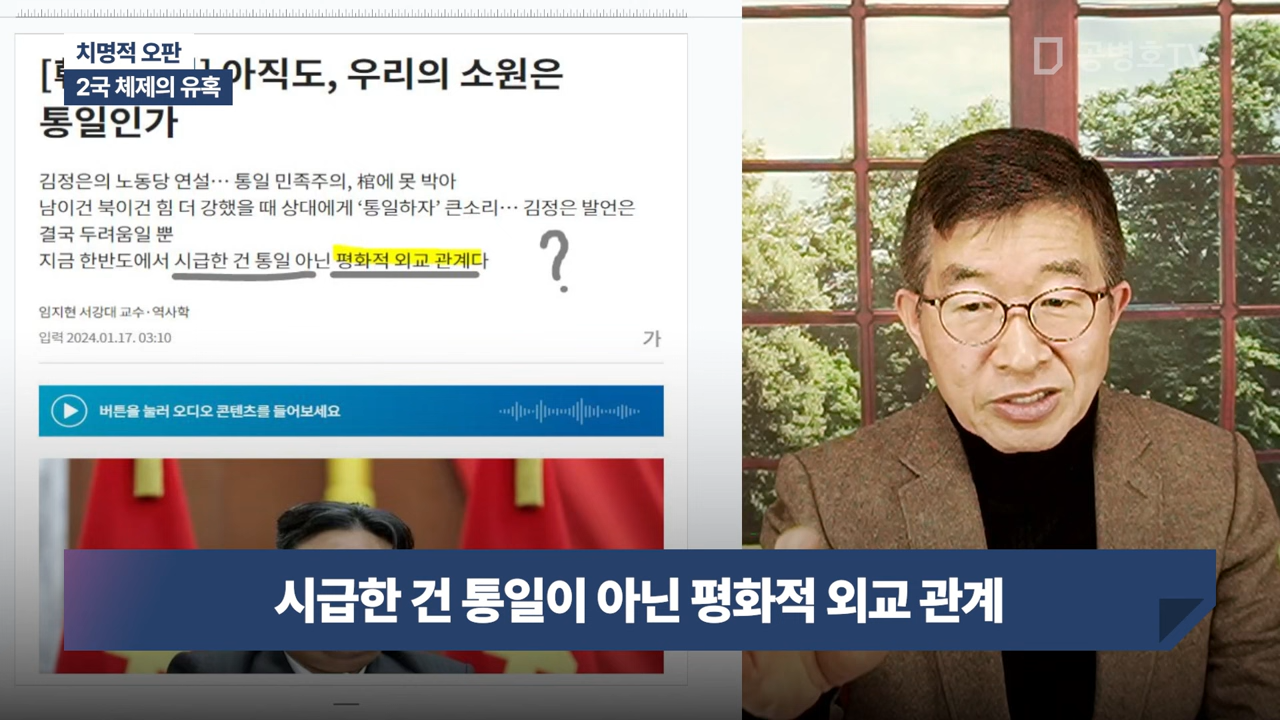 치명적 오판
2국 체제의 유혹
공병호TV
] 아직도, 우리의 소원은
통일인가
김정은의 노동당 연설… 통일 민족주의, 棺에 못 박아
남이건 북이건 힘 더 강했을 때 상대에게 ‘통일하자’ 큰소리… 김정은 발언은
결국 두려움일 뿐
지금 한반도에서 시급한 건 통일 아닌 평화적 외교 관계다
?
임지현 서강대 교수·역사학
입력 2024.01.17. 03:10
가
버튼을 눌러 오디오 콘텐츠를 들어보세요
시급한 건 통일이 아닌 평화적 외교 관계